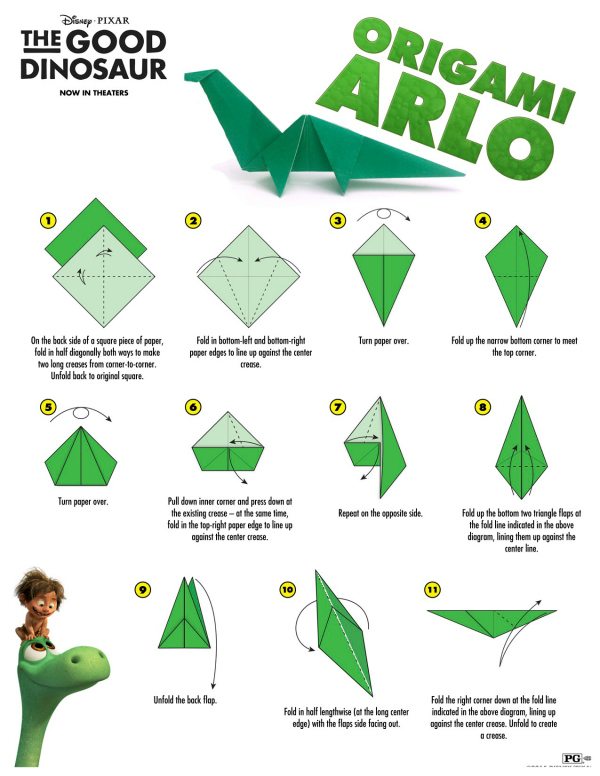 Disney · PIXAR
THE GOOD
DINOSAUR
NOW IN THEATERS
ORIGAMI
ARLO
1
On the back side of a square piece of paper,
fold in half diagonally both ways to make
two long creases from corner-to-corner.
Unfold back to original square.
2
Fold in bottom-left and bottom-right
paper edges to line up against the center
crease.
3
Turn paper over.
4
Fold up the narrow bottom corner to meet
the top corner.
5
Turn paper over.
6
Pull down inner corner and press down at
the existing crease – at the same time,
fold in the top-right paper edge to line up
against the center crease.
7
Repeat on the opposite side.
8
Fold up the bottom two triangle flaps at
the fold line indicated in the above
diagram, lining them up against the
center line.
9
Unfold the back flap.
10
Fold in half lengthwise (at the long center
edge) with the flaps side facing out.
11
Fold the right corner down at the fold line
indicated in the above diagram, lining up
against the center crease. Unfold to create
a crease.
PG